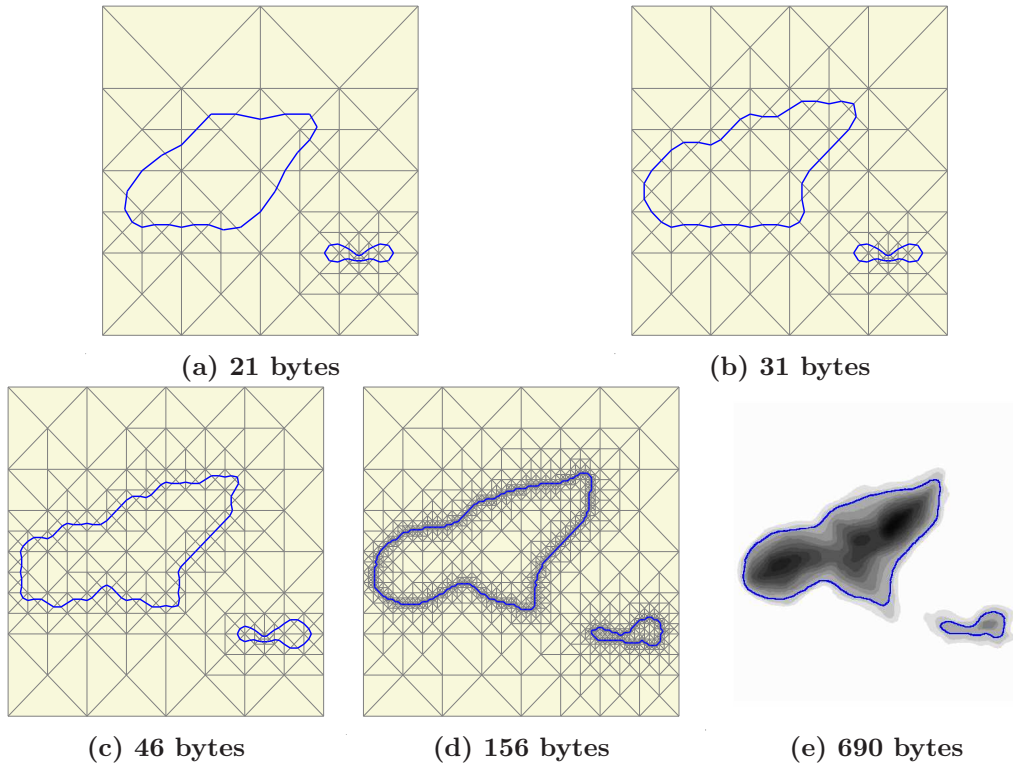 (a) 21 bytes
(b) 31 bytes
(c) 46 bytes
(d) 156 bytes
(e) 690 bytes